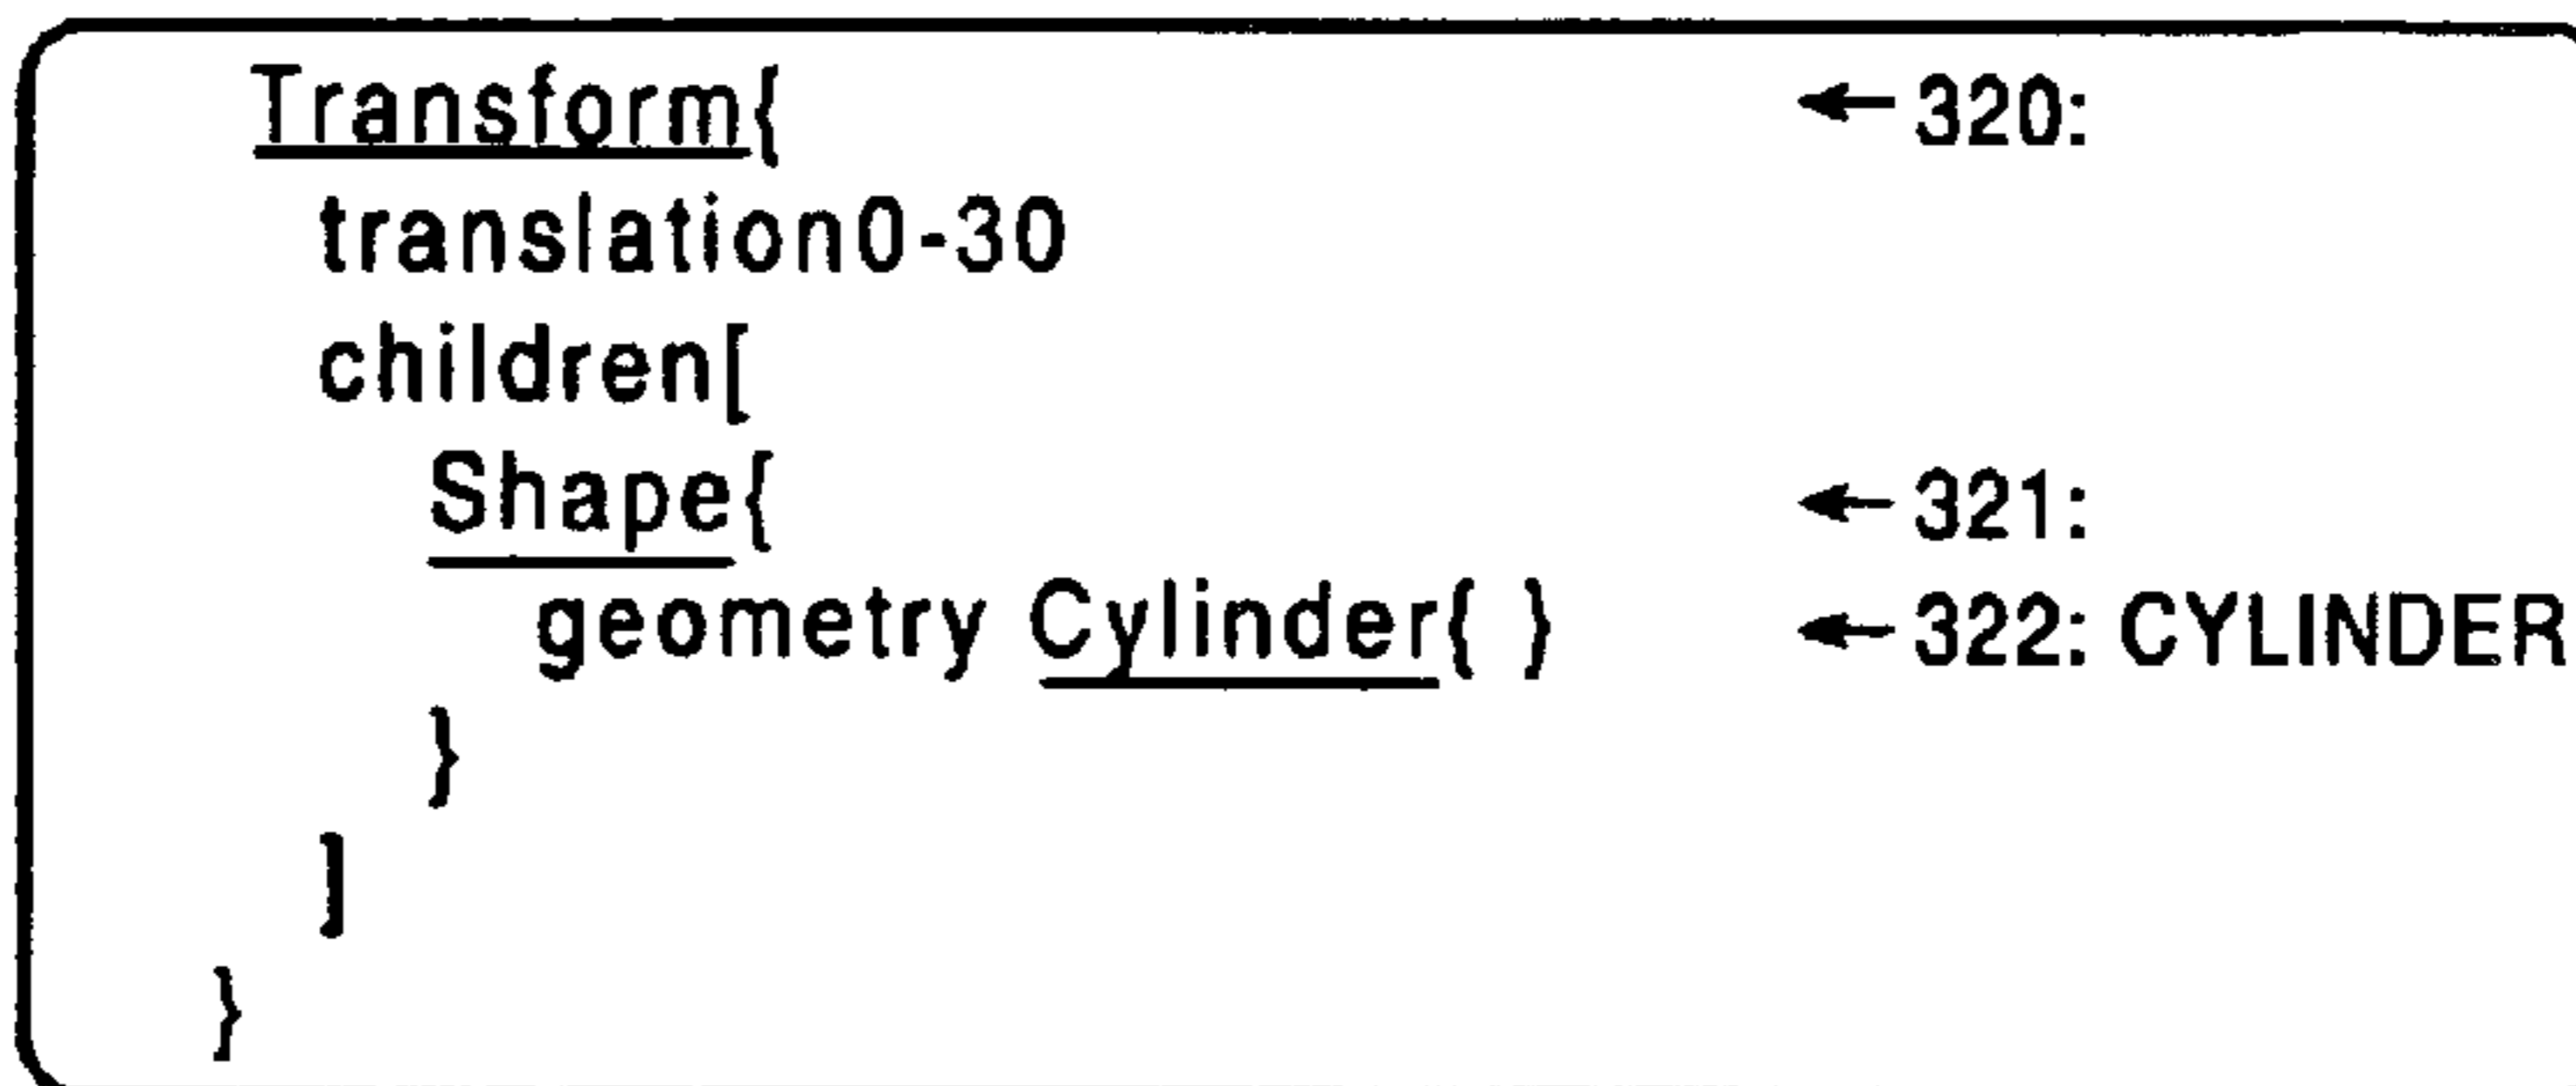 Transform{ ← 320:
translation0-30
children[
Shape{ ← 321:
geometry Cylinder{ } ← 322: CYLINDER
}
]
}